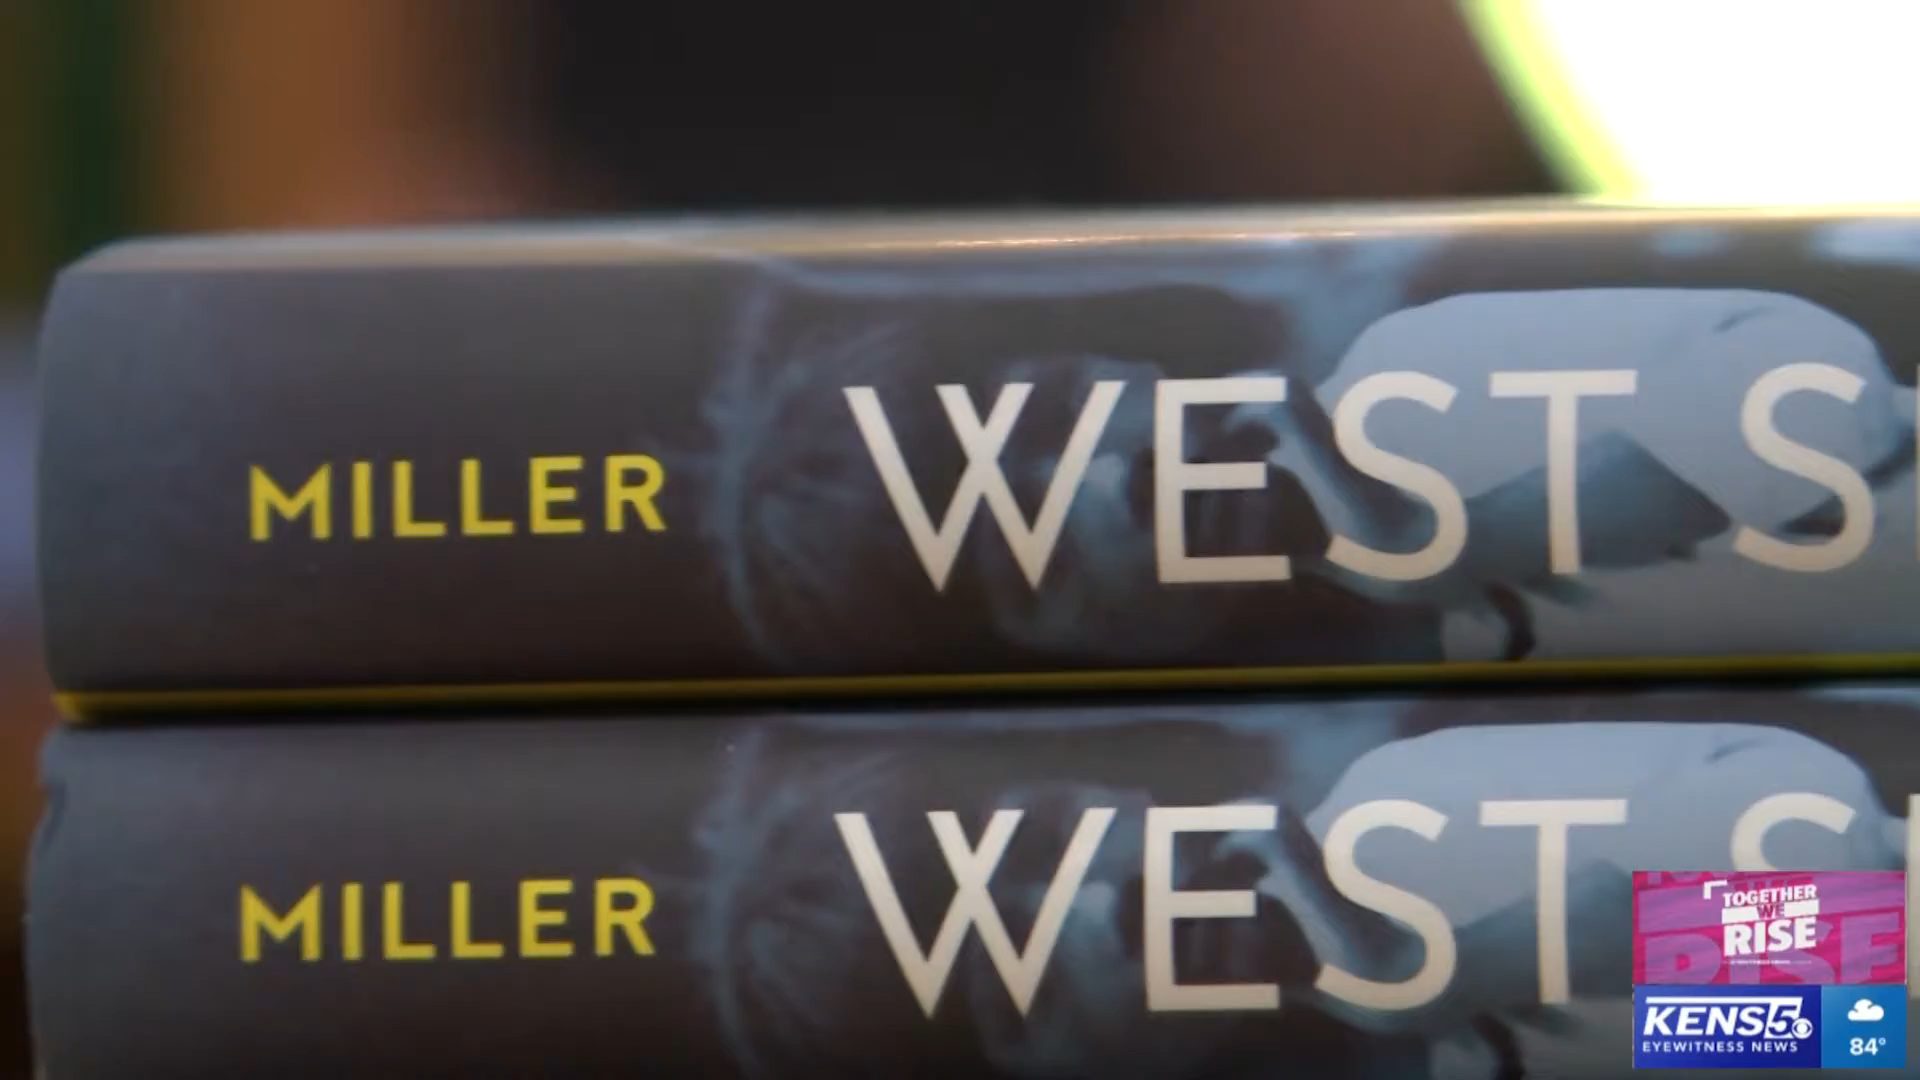 MILLER WEST S
MILLER WEST S
TOGETHER
WE
RISE
KENS5
EYEWITNESS NEWS
84°